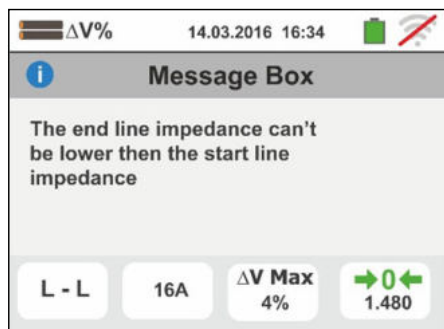 ΔV% 14.03.2016 16:34
i Message Box
The end line impedance can't
be lower then the start line
impedance
L - L 16A ΔV Max 4% →0← 1.480